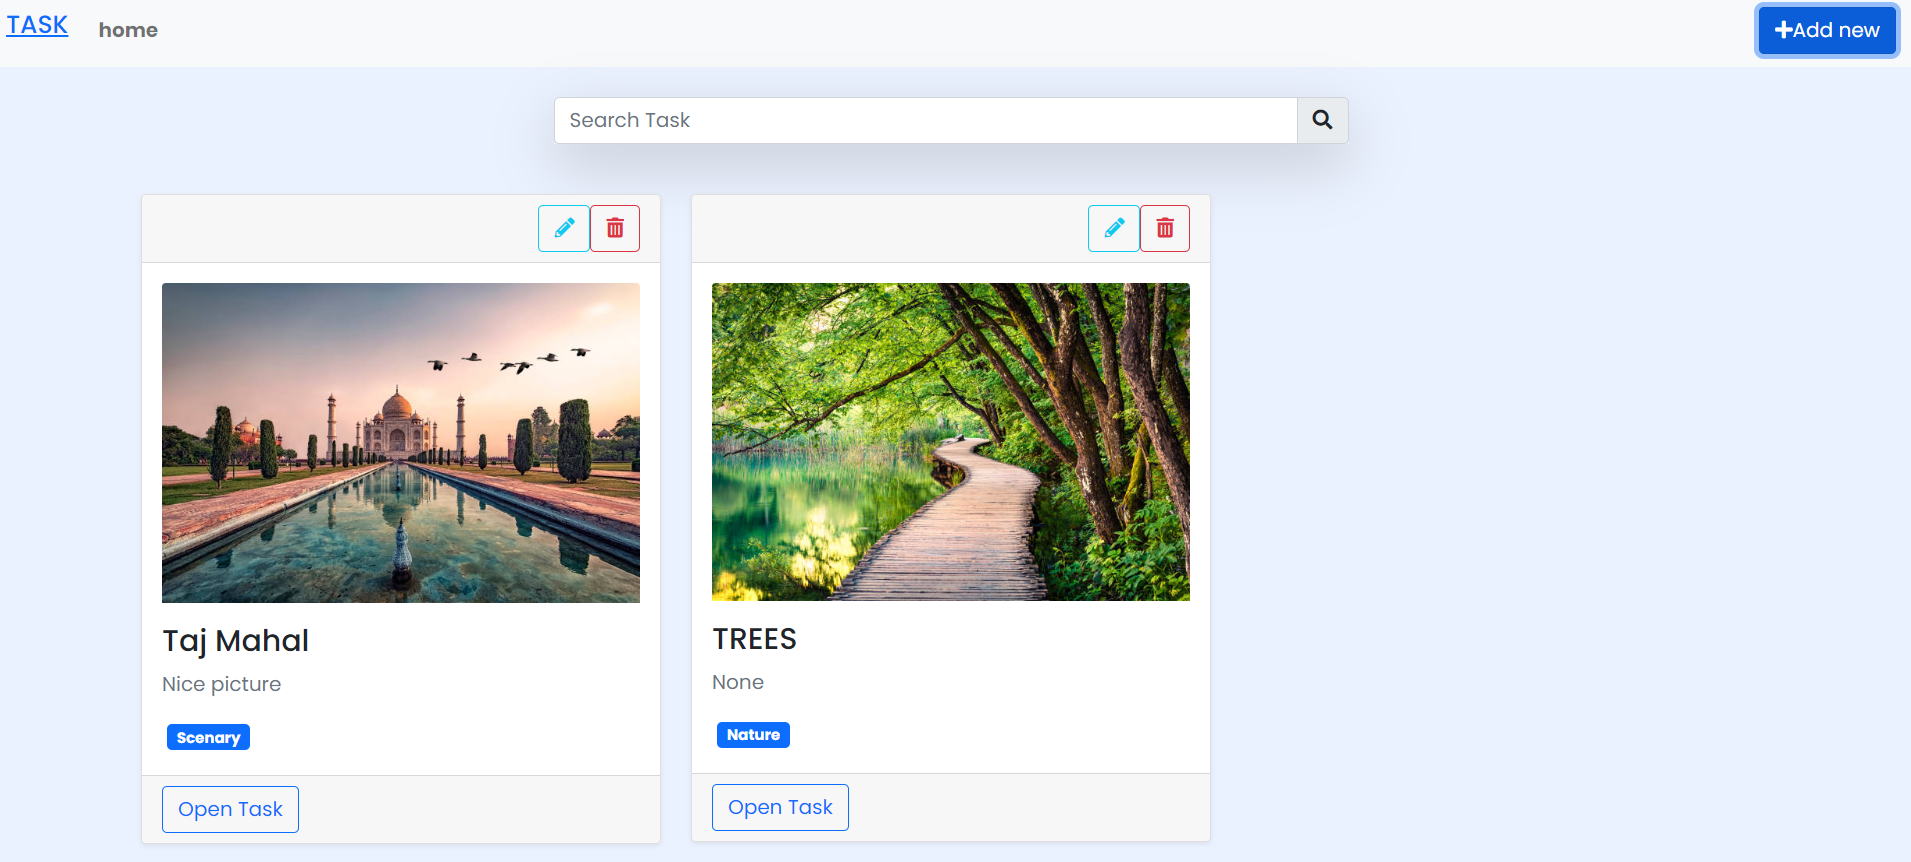 TASK
home
Add new
Search Task
Taj Mahal
Nice picture
Scenary
Open Task
TREES
None
Nature
Open Task